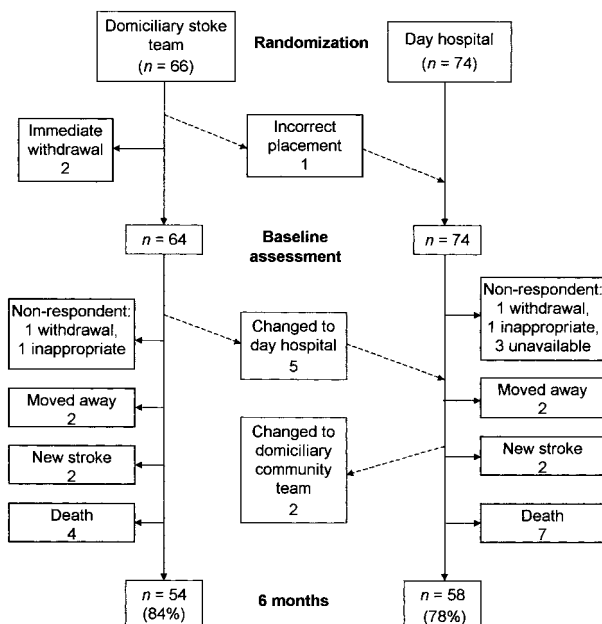 Domiciliary stoke
team
(n = 66)
Randomization
Day hospital
(n = 74)
Immediate
withdrawal
2
Incorrect
placement
1
n = 64
Baseline
assessment
n = 74
Non-respondent:
1 withdrawal,
1 inappropriate
Changed to
day hospital
5
Non-respondent:
1 withdrawal,
1 inappropriate,
3 unavailable
Moved away
2
Moved away
2
New stroke
2
Changed to
domiciliary
community
team
2
New stroke
2
Death
4
Death
7
n = 54
(84%)
6 months
n = 58
(78%)